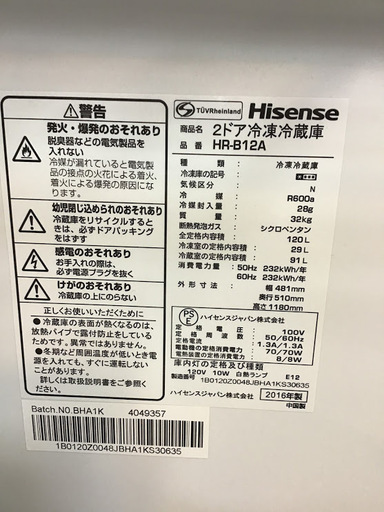 ⚠警告
発火・爆発のおそれあり
脱臭器などの電気製品を
入れない
冷媒が漏れていると電気製
品の接点の火花による着火、
着火による爆発の原因になり
ます。
幼児閉じ込められのおそれあり
冷蔵庫をリサイクルすると
きは、必ずドアパッキング
をはずす
感電のおそれあり
お手入れの際は、
必ず電源プラグを抜く
けがのおそれあり
冷蔵庫の上にのらない
正しくお使いいただくために
●冷蔵庫の表面が熱くなるのは、
放熱パイプで露付きを防止する
ためです。異常ではありません。
●冬期など周囲温度が低いとき電
源を入れても、すぐに運転しない
ことがあります。
詳しくは取扱説明書をご覧ください。
Batch.NO.BHA1K 4049357
1B0120Z0048JBHA1KS30635
TÜVRheinland Hisense
商品名 2ドア冷凍冷蔵庫
品番 HR-B12A
種類 冷凍冷蔵庫
冷凍庫の記号
気候区分 N
冷媒 R600a
冷媒封入量 28g
質量 32kg
断熱発泡ガス シクロペンタン
全定格内容積 120L
冷凍室の定格内容積 29L
冷蔵室の定格内容積 91L
消費電力量 50Hz 232kWh/年
60Hz 232kWh/年
外形寸法 幅481mm
奥行510mm
高さ1180mm
PSE ハイセンスジャパン株式会社
定格電圧 100V
定格周波数 50/60Hz
定格電流 1.3A/1.3A
電動機の定格消費電力 70/70W
電熱装置の定格消費電力 8/8W
庫内灯の定格及び種類
120V 10W 白熱ランプ E12
製造番号 1B0120Z0048JBHA1KS30635
ハイセンスジャパン株式会社 2016年製
中国製